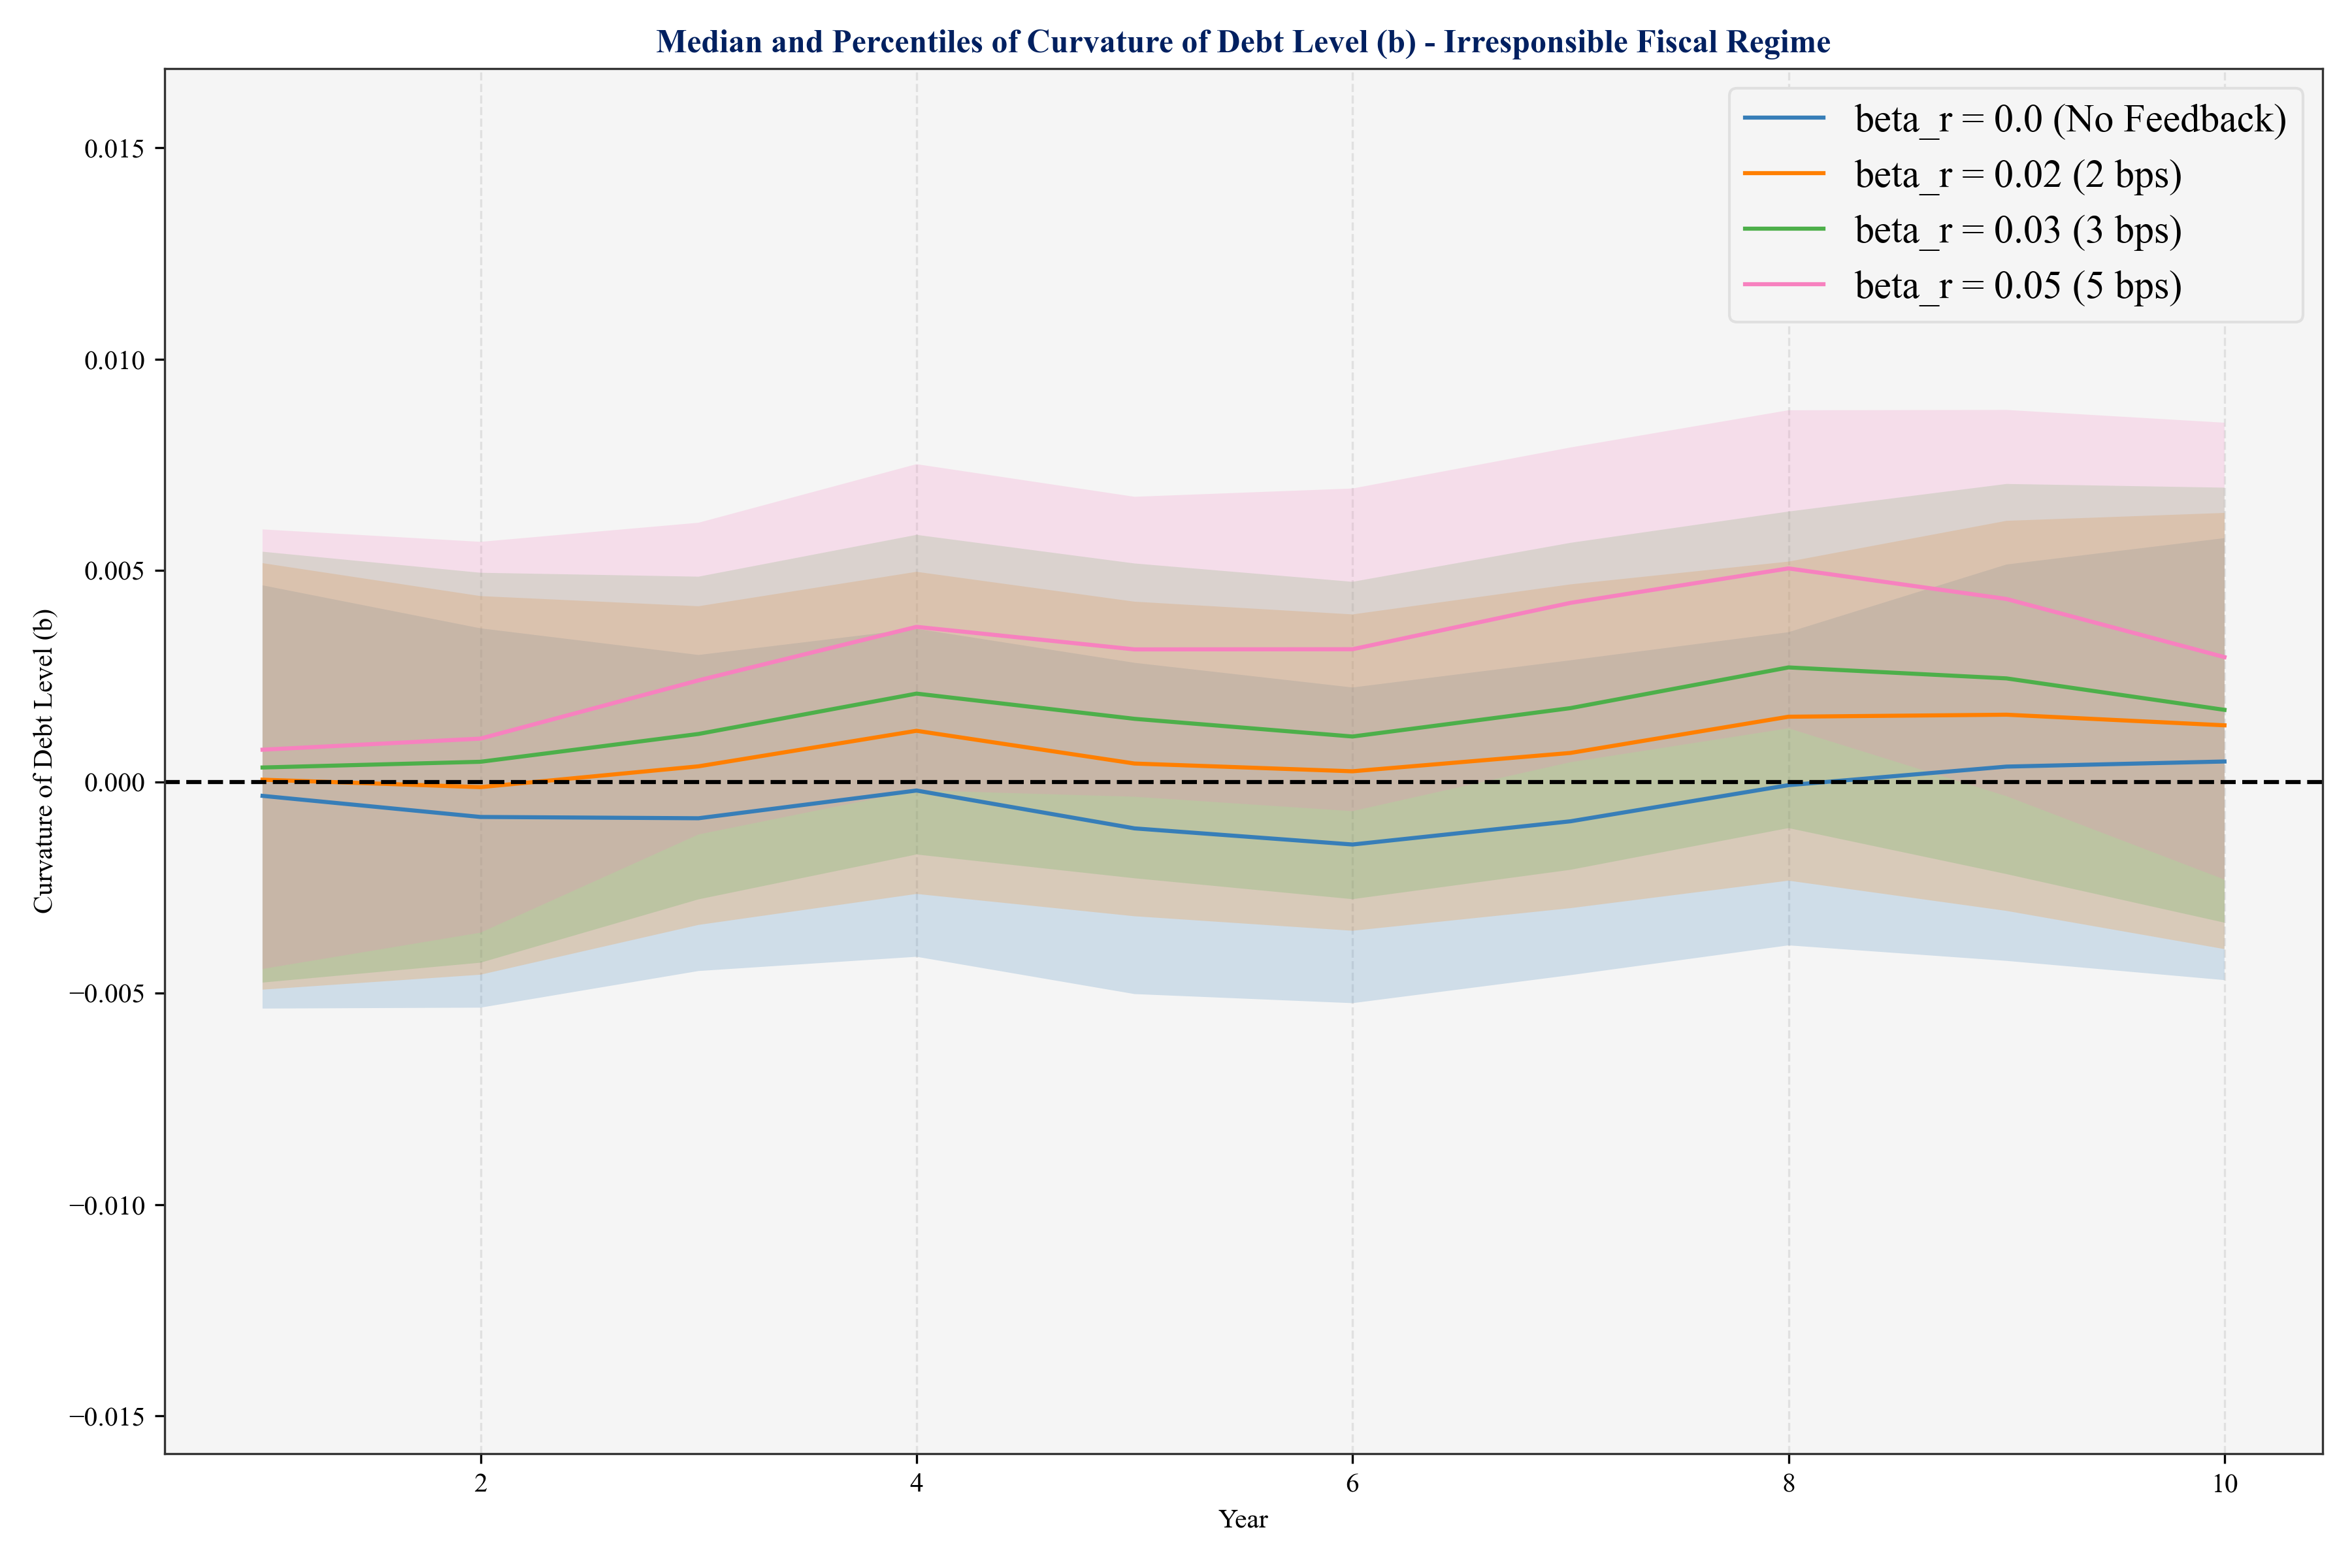 Median and Percentiles of Curvature of Debt Level (b) - Irresponsible Fiscal Regime
beta_r = 0.0 (No Feedback)
beta_r = 0.02 (2 bps)
beta_r = 0.03 (3 bps)
beta_r = 0.05 (5 bps)
Curvature of Debt Level (b)
0.015
0.010
0.005
0.000
−0.005
−0.010
−0.015
2 4 6 8 10
Year